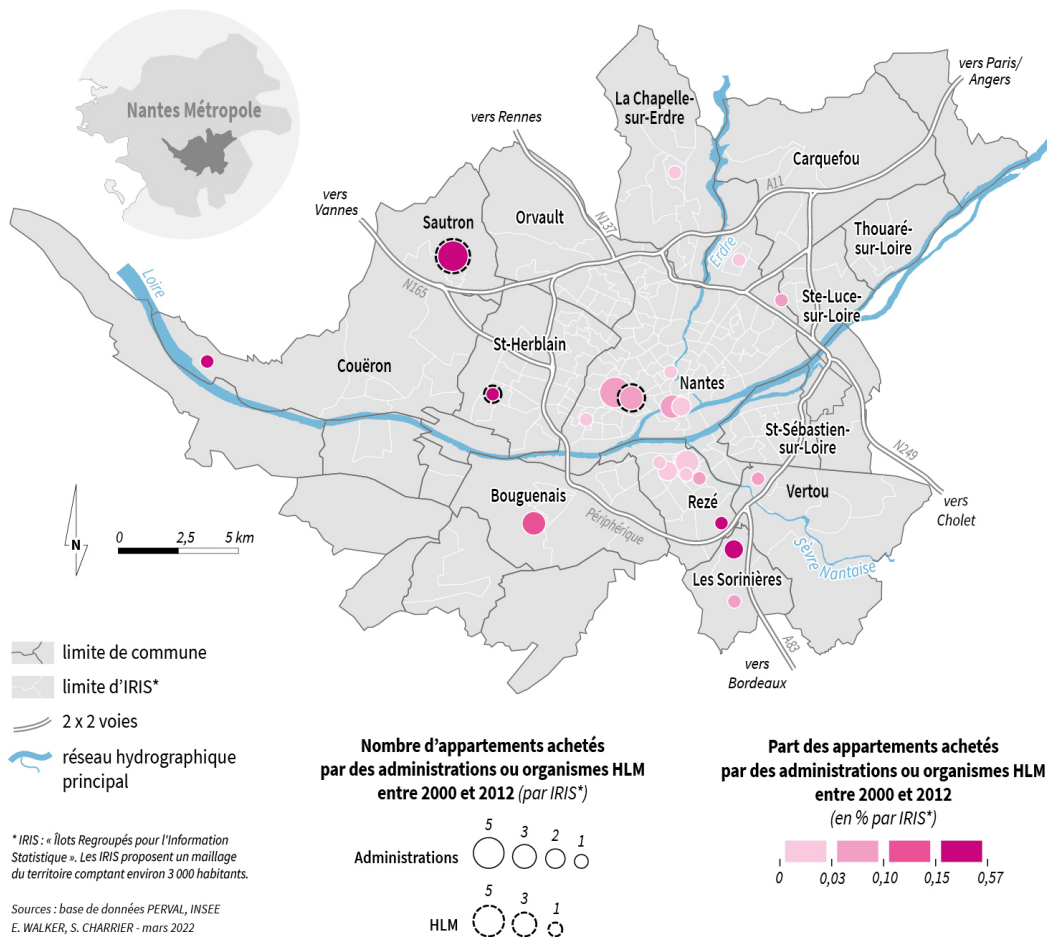 Nantes Métropole
vers Rennes
La Chapelle-
sur-Erdre
vers Paris/
Angers
Carquefou
A11
vers
Vannes
Sautron
Orvault
N137
Erdre
Thouaré-
sur-Loire
Loire
N165
Ste-Luce-
sur-Loire
St-Herblain
Couëron
Nantes
St-Sébastien-
sur-Loire
N249
Bouguenais
Périphérique
Rezé
Vertou
vers
Cholet
Sèvre Nantaise
Les Sorinières
A83
vers
Bordeaux
N
0 2,5 5 km
limite de commune
limite d’IRIS*
2 x 2 voies
réseau hydrographique
principal
* IRIS : « Îlots Regroupés pour l'Information
Statistique ». Les IRIS proposent un maillage
du territoire comptant environ 3 000 habitants.
Sources : base de données PERVAL, INSEE
E. WALKER, S. CHARRIER - mars 2022
Nombre d’appartements achetés
par des administrations ou organismes HLM
entre 2000 et 2012 (par IRIS*)
5 3 2 1
Administrations
5 3 1
HLM
Part des appartements achetés
par des administrations ou organismes HLM
entre 2000 et 2012
(en % par IRIS*)
0 0,03 0,10 0,15 0,57